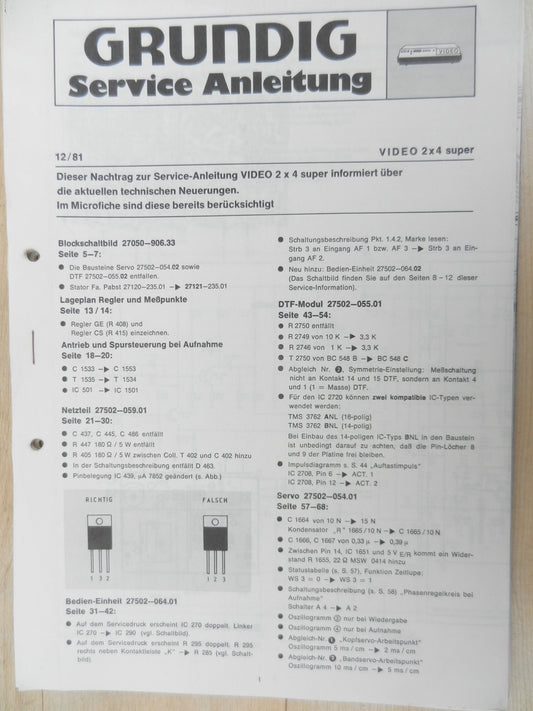 GRUNDIG
Service Anleitung
VIDEO
12/81
VIDEO 2x4 super
Dieser Nachtrag zur Service-Anleitung VIDEO 2 x 4 super informiert über
die aktuellen technischen Neuerungen.
Im Microfiche sind diese bereits berücksichtigt
Blockschaltbild 27050—906.33
Seite 5—7:
● Die Bausteine Servo 27502—054.02 sowie
DTF 27502—055.02 entfallen.
● Stator Fa. Pabst 27120—235.01 → 27121—235.01
Lageplan Regler und Meßpunkte
Seite 13/14:
● Regler GE (R 408) und
Regler CS (R 415) einzeichnen.
Antrieb und Spursteuerung bei Aufnahme
Seite 18—20:
● C 1533 → C 1553
● T 1535 → T 1534
● IC 501 → IC 1501
Netzteil 27502—059.01
Seite 21—30:
● C 437, C 445, C 486 entfällt
● R 447 180 Ω / 5 W entfällt
● R 405 180 Ω / 5 W zwischen Coll. T 402 und C 402 hinzu
● In der Schaltungsbeschreibung entfällt D 463.
● Pinbelegung IC 439, µA 7852 geändert (s. Abb.)
RICHTIG
FALSCH
1 3 2
1 2 3
Bedien-Einheit 27502—064.01
Seite 31—42:
● Auf dem Servicedruck erscheint IC 270 doppelt. Linker
IC 270 → IC 290 (vgl. Schaltbild).
● Auf dem Servicedruck erscheint R 295 doppelt. R 295
rechts neben Kontaktleiste „K“ → R 285 (vgl. Schalt-
bild).
● Schaltungsbeschreibung Pkt. 1.4.2, Marke lesen:
Strb 3 an Eingang AF 1 bzw. AF 3 → Strb 3 an Ein-
gang AF 2.
● Neu hinzu: Bedien-Einheit 27502—064.02
(Das Schaltbild finden Sie auf den Seiten 8 – 12 dieser
Service-Information).
DTF-Modul 27502—055.01
Seite 43—54:
● R 2750 entfällt
● R 2749 von 10 K → 3,3 K
● R 2746 von 1 K → 3,3 K
● T 2750 von BC 548 B → BC 548 C
● Abgleich Nr. ❷, Symmetrie-Einstellung: Meßschaltung
nicht an Kontakt 14 und 15 DTF, sondern an Kontakt 4
und 1 (1 = Masse) DTF.
● Für den IC 2720 können zwei kompatible IC-Typen ver-
wendet werden:
TMS 3762 ANL (16-polig)
TMS 3762 BNL (14-polig)
Bei Einbau des 14-poligen IC-Typs BNL in den Baustein
ist unbedingt darauf zu achten, daß die Pin-Löcher 8
und 9 der Platine frei bleiben.
● Impulsdiagramm s. S. 44 „Auftastimpuls“
IC 2708, Pin 6 → ACT. 1
IC 2708, Pin 12 → ACT. 2
Servo 27502—054.01
Seite 57—68:
● C 1664 von 10 N → 15 N
Kondensator „R“ 1665 / 10 N → C 1665 / 10 N
● C 1666, C 1667 von 0,33 µ → 0,39 µ
● Zwischen Pin 14, IC 1651 und 5 V E/R kommt ein Wider-
stand R 1655, 22 Ω MSW 0414 hinzu
● Statustabelle (s. S. 57), Funktion Zeitlupe:
WS 3 = 0 → WS 3 = 1
● Schaltungsbeschreibung (s. S. 58) „Phasenregelkreis bei
Aufnahme“
Schalter A 4 → A 2
● Oszillogramm ③ nur bei Wiedergabe
● Oszillogramm ④ nur bei Aufnahme
● Abgleich-Nr. ❶ „Kopfservo-Arbeitspunkt“
Oszillogramm 5 ms / cm → 2 ms / cm
● Abgleich-Nr. ❷ „Bandservo-Arbeitspunkt“
Oszillogramm 10 ms / cm → 5 ms / cm
1